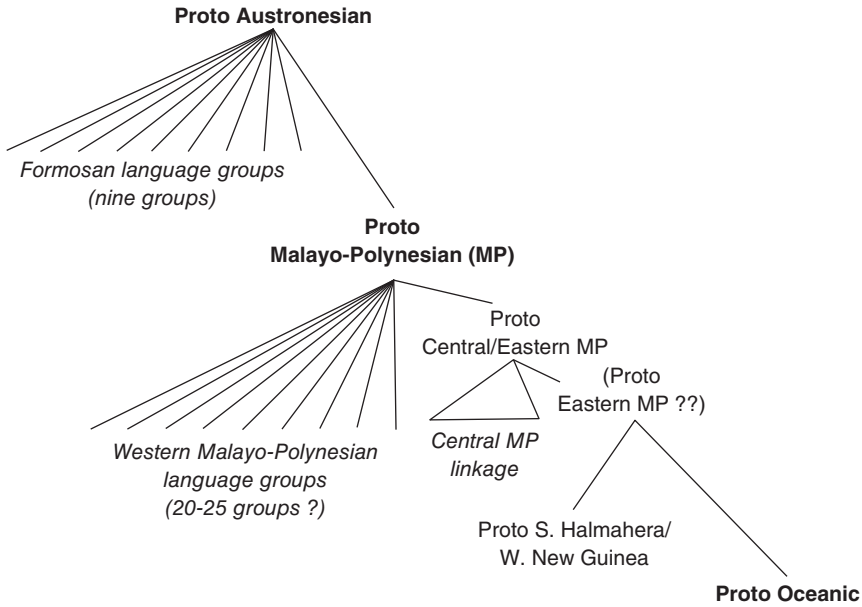 Proto Austronesian
Formosan language groups
(nine groups)
Proto
Malayo-Polynesian (MP)
Proto
Central/Eastern MP
(Proto
Eastern MP ??)
Western Malayo-Polynesian
language groups
(20-25 groups ?)
Central MP
linkage
Proto S. Halmahera/
W. New Guinea
Proto Oceanic